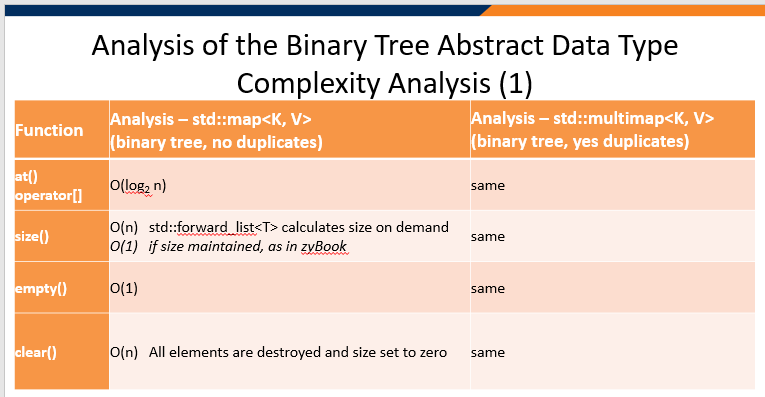 Analysis of the Binary Tree Abstract Data Type
Complexity Analysis (1)
Function
Analysis – std::map<K, V>
(binary tree, no duplicates)
Analysis – std::multimap<K, V>
(binary tree, yes duplicates)
at()
operator[]
O(log₂ n)
same
size()
O(n) std::forward_list<T> calculates size on demand
O(1) if size maintained, as in zyBook
same
empty()
O(1)
same
clear()
O(n) All elements are destroyed and size set to zero
same